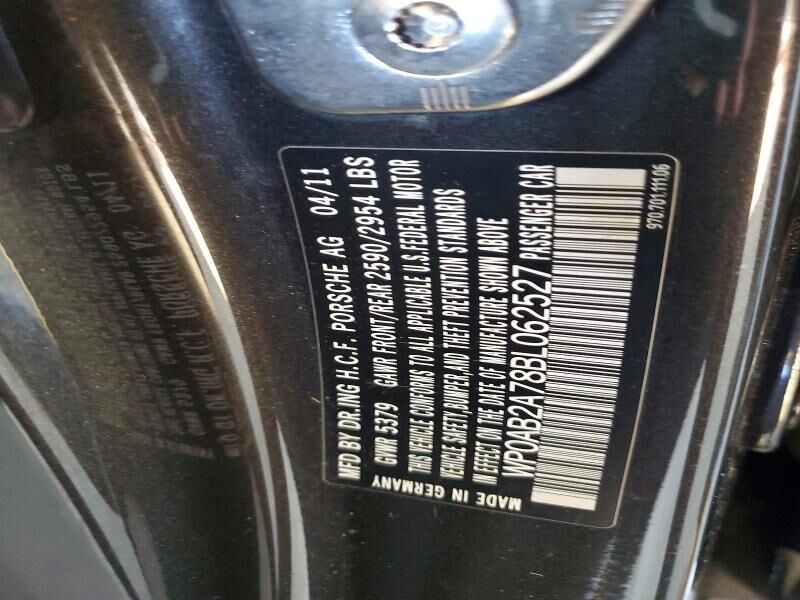 MFD BY DR.ING H.C.F. PORSCHE AG 04/11
GVWR 5379 GAWR FRONT/REAR 2590/2954 LBS
THIS VEHICLE CONFORMS TO ALL APPLICABLE U.S. FEDERAL MOTOR
VEHICLE SAFETY, BUMPER, AND THEFT PREVENTION STANDARDS
IN EFFECT ON THE DATE OF MANUFACTURE SHOWN ABOVE
WP0AB2A78BL062527 PASSENGER CAR
MADE IN GERMANY
970.701.111.06